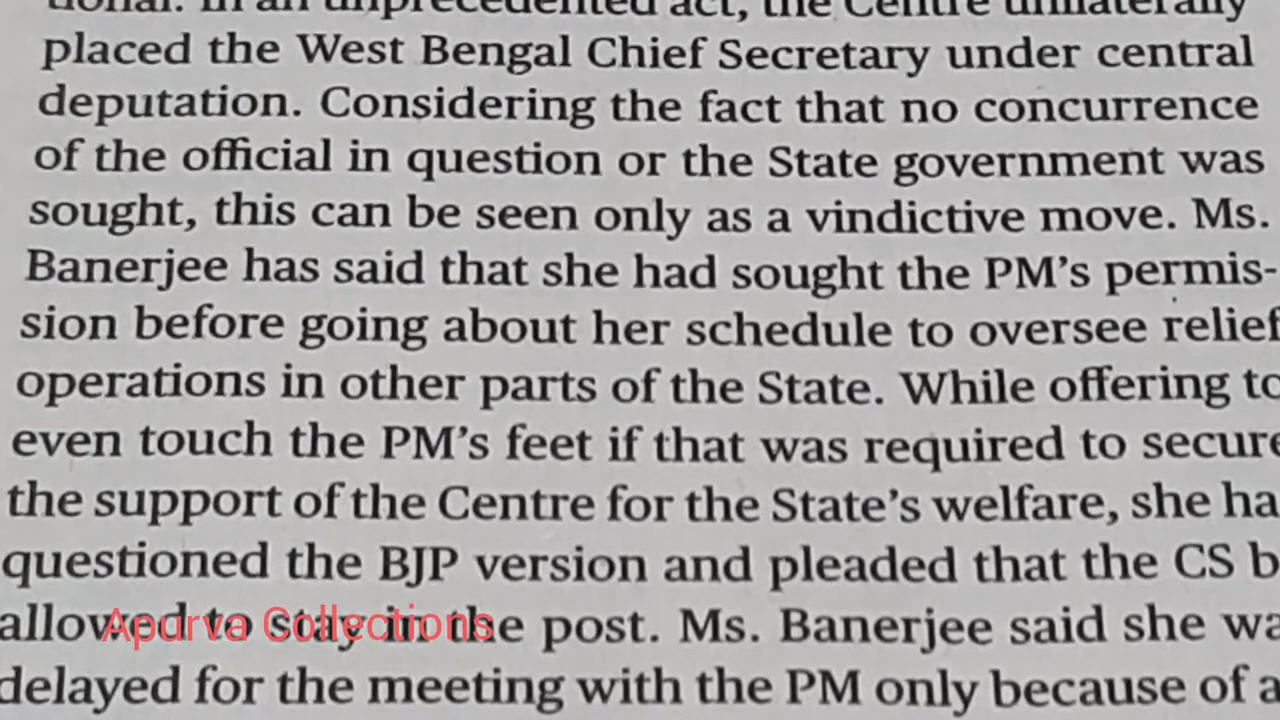 tional. In an unprecedented act, the Centre unilaterally
placed the West Bengal Chief Secretary under central
deputation. Considering the fact that no concurrence
of the official in question or the State government was
sought, this can be seen only as a vindictive move. Ms.
Banerjee has said that she had sought the PM's permis-
sion before going about her schedule to oversee relief
operations in other parts of the State. While offering to
even touch the PM's feet if that was required to secure
the support of the Centre for the State's welfare, she ha
questioned the BJP version and pleaded that the CS b
allowed to stay in the post. Ms. Banerjee said she wa
delayed for the meeting with the PM only because of a
Apurva Collections